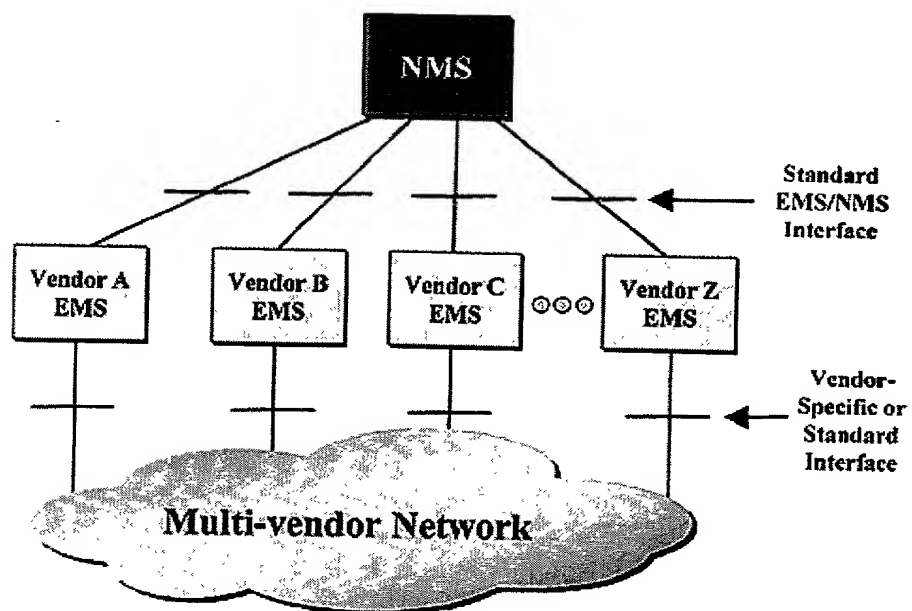 NMS
Standard
EMS/NMS
Interface
Vendor A
EMS
Vendor B
EMS
Vendor C
EMS
Vendor Z
EMS
Vendor-
Specific or
Standard
Interface
Multi-vendor Network